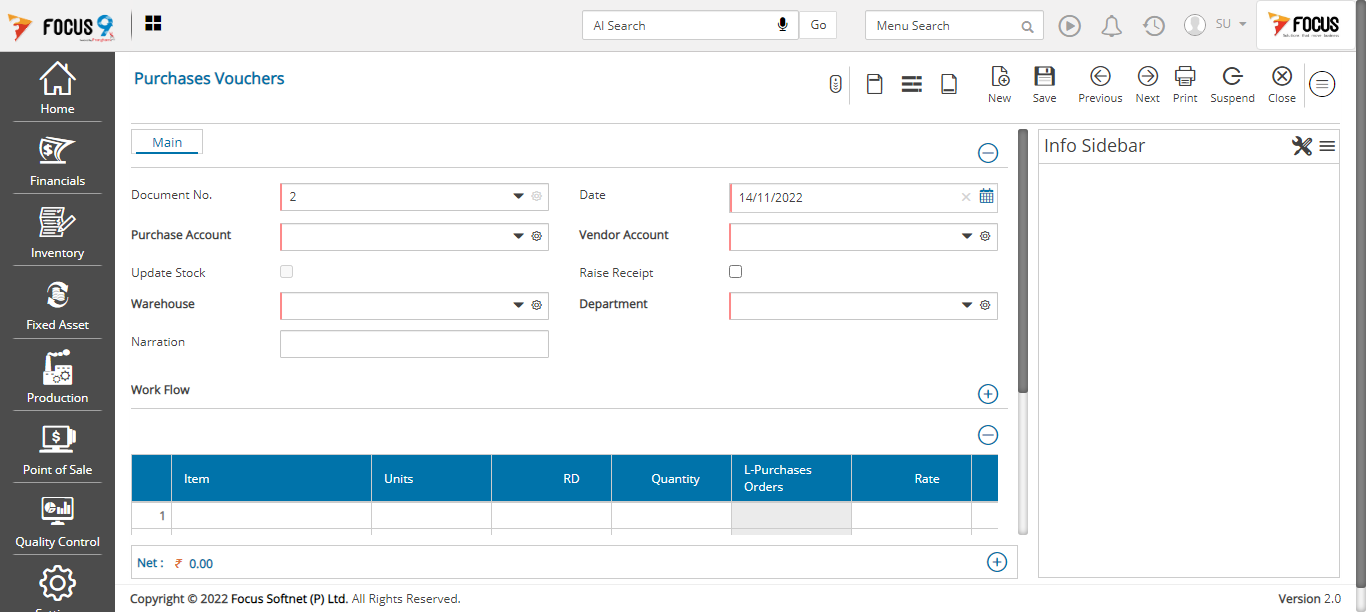 FOCUS 9
AI Search
Go
Menu Search
SU
FOCUS
Purchases Vouchers
New
Save
Previous
Next
Print
Suspend
Close
Home
Financials
Inventory
Fixed Asset
Production
Point of Sale
Quality Control
Main
Document No.
2
Date
14/11/2022
Purchase Account
Vendor Account
Update Stock
Raise Receipt
Warehouse
Department
Narration
Work Flow
Item
Units
RD
Quantity
L-Purchases
Orders
Rate
1
Net : ₹ 0.00
Info Sidebar
Copyright © 2022 Focus Softnet (P) Ltd. All Rights Reserved.
Version 2.0